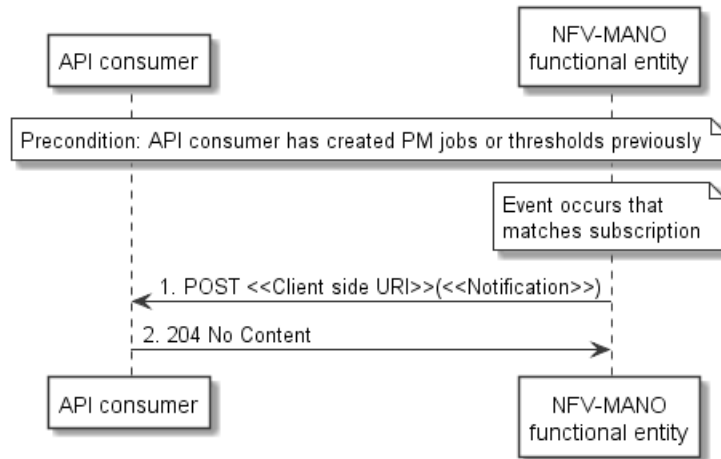 API consumer
NFV-MANO
functional entity
Precondition: API consumer has created PM jobs or thresholds previously
Event occurs that
matches subscription
1. POST <<Client side URI>>(<<Notification>>)
2. 204 No Content
API consumer
NFV-MANO
functional entity